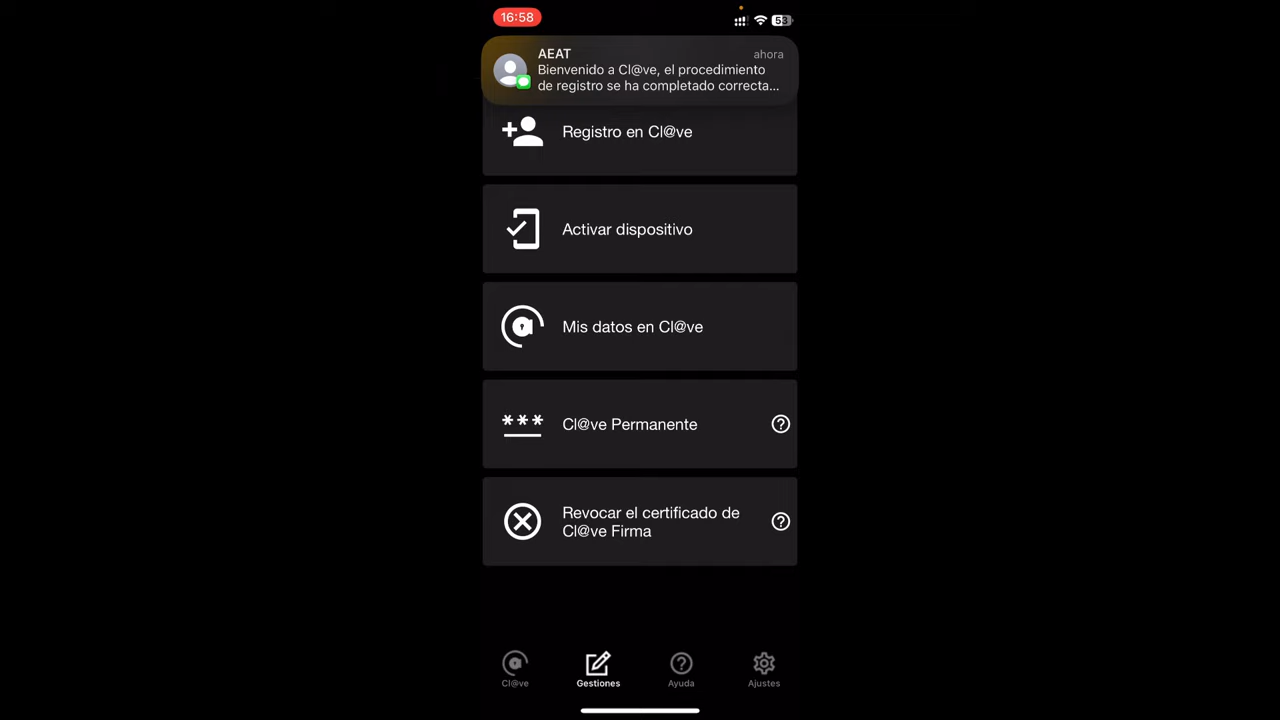 16:58
53
AEAT
ahora
Bienvenido a Cl@ve, el procedimiento
de registro se ha completado correcta...
Registro en Cl@ve
Activar dispositivo
Mis datos en Cl@ve
***
Cl@ve Permanente
?
Revocar el certificado de
Cl@ve Firma
?
Cl@ve
Gestiones
Ayuda
Ajustes